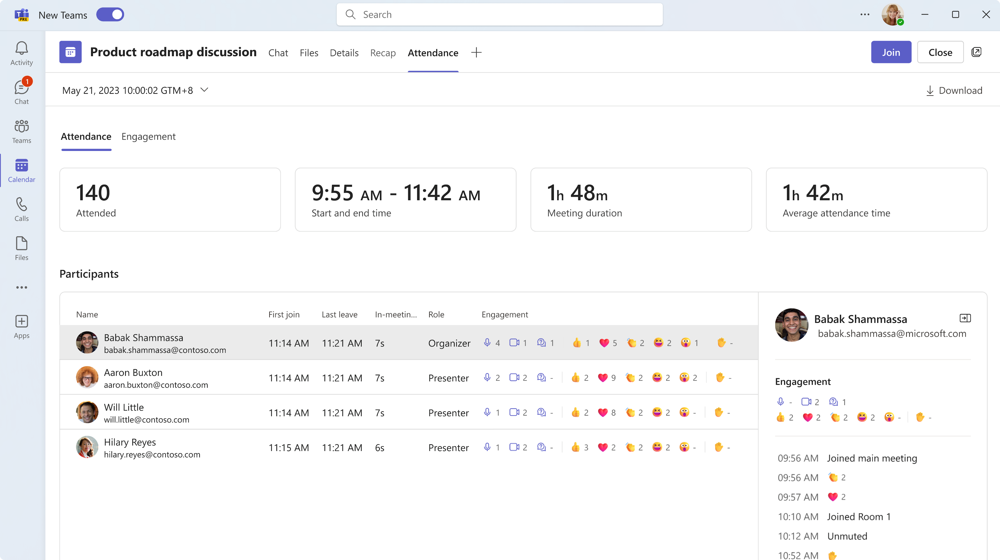 T PRE New Teams Search
Product roadmap discussion Chat Files Details Recap Attendance Join Close
Activity
1
Chat
Teams
Calendar
Calls
Files
Apps
May 21, 2023 10:00:02 GTM+8 Download
Attendance Engagement
140 9:55 AM - 11:42 AM 1h 48m 1h 42m
Attended Start and end time Meeting duration Average attendance time
Participants
Name First join Last leave In-meetin... Role Engagement
Babak Shammassa 11:14 AM 11:21 AM 7s Organizer 4 1 1 1 5 2 2 1 -
babak.shammassa@contoso.com
Aaron Buxton 11:14 AM 11:21 AM 7s Presenter 2 2 - 2 9 2 2 2 -
aaron.buxton@contoso.com
Will Little 11:14 AM 11:21 AM 7s Presenter 1 2 - 2 8 2 2 - -
will.little@contoso.com
Hilary Reyes 11:15 AM 11:21 AM 6s Presenter 1 2 - 3 2 2 2 - -
hilary.reyes@contoso.com
Babak Shammassa
babak.shammassa@microsoft.com
Engagement
- 2 1
2 2 2 2 - -
09:56 AM Joined main meeting
09:56 AM 2
09:57 AM 2
10:10 AM Joined Room 1
10:12 AM Unmuted
10:52 AM